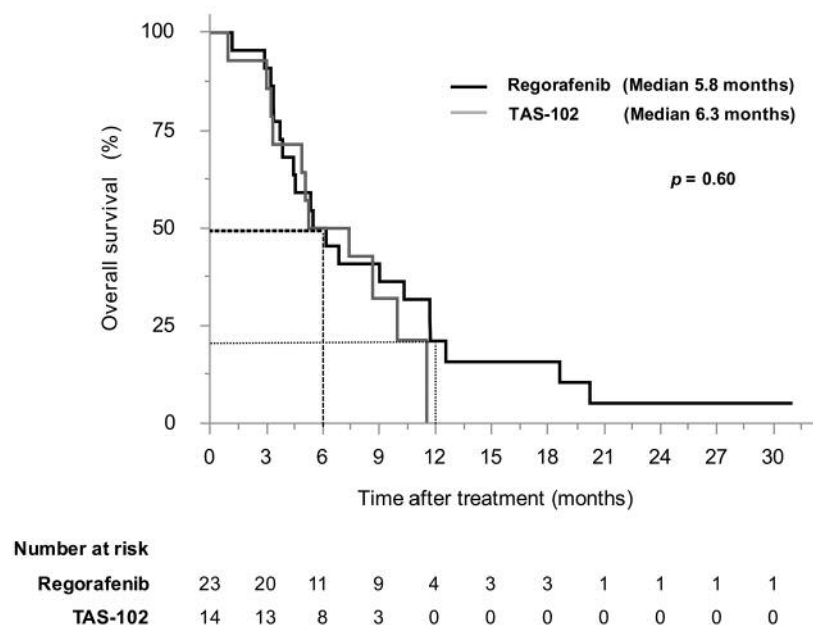 100
75
50
25
0
Overall survival (%)
Regorafenib (Median 5.8 months)
TAS-102 (Median 6.3 months)
p = 0.60
0 3 6 9 12 15 18 21 24 27 30
Time after treatment (months)
Number at risk
Regorafenib 23 20 11 9 4 3 3 1 1 1 1
TAS-102 14 13 8 3 0 0 0 0 0 0 0